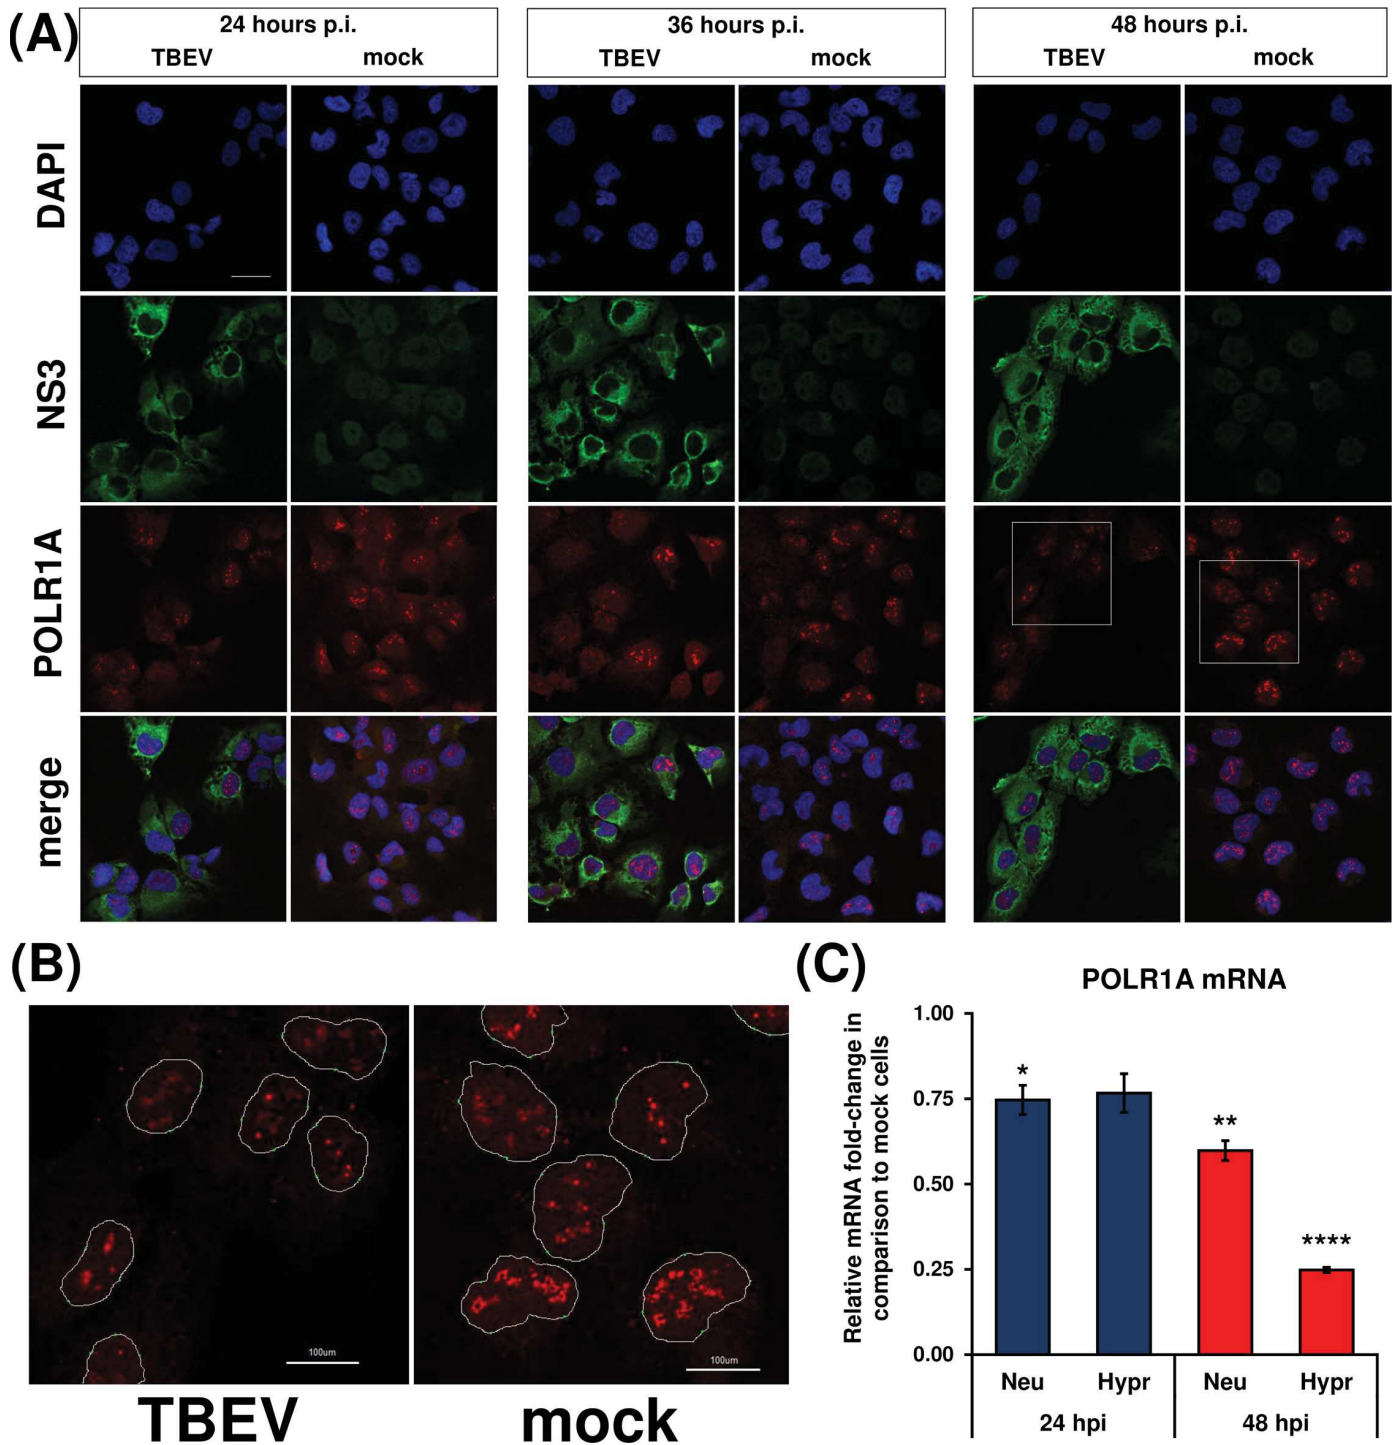 (A)
24 hours p.i.
TBEV mock
36 hours p.i.
TBEV mock
48 hours p.i.
TBEV mock
DAPI
NS3
POLR1A
merge
(B)
100um
TBEV
100um
mock
(C)
POLR1A mRNA
Relative mRNA fold-change in
comparison to mock cells
1.00
0.75
0.50
0.25
0.00
*
**
****
Neu Hypr Neu Hypr
24 hpi 48 hpi